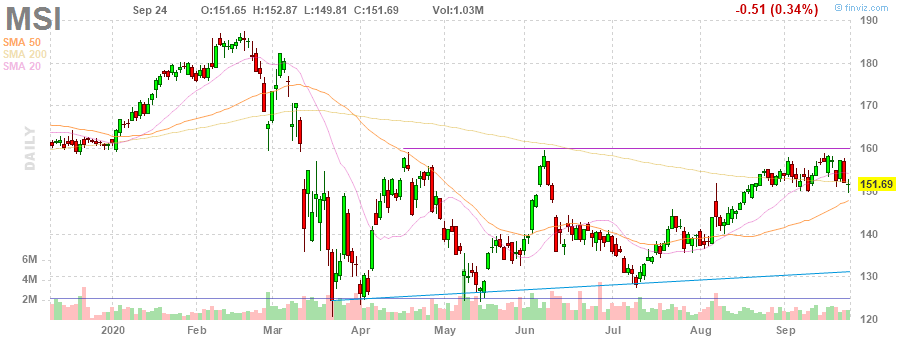 MSI Sep 24 O:151.65 H:152.87 L:149.81 C:151.69 Vol:1.03M -0.51 (0.34%) © finviz.com
SMA 50
SMA 200
SMA 20
DAILY
190
180
170
160
151.69
150
140
130
120
6M
4M
2M
2020 Feb Mar Apr May Jun Jul Aug Sep